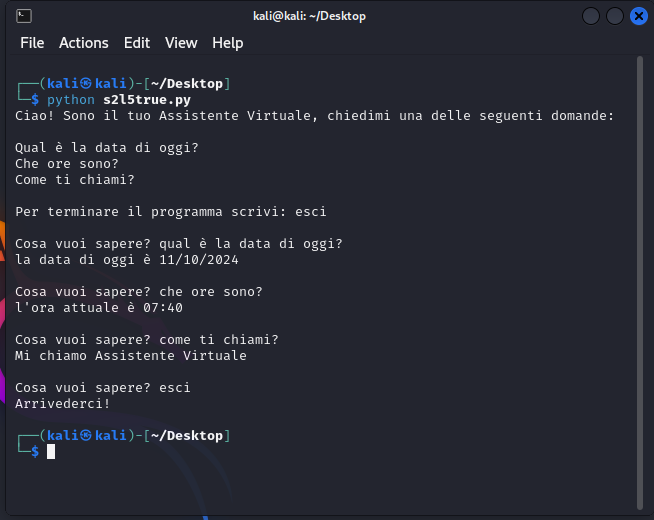 kali@kali: ~/Desktop
File Actions Edit View Help
┌──(kali㉿kali)-[~/Desktop]
└─$ python s2l5true.py
Ciao! Sono il tuo Assistente Virtuale, chiedimi una delle seguenti domande:
Qual è la data di oggi?
Che ore sono?
Come ti chiami?
Per terminare il programma scrivi: esci
Cosa vuoi sapere? qual è la data di oggi?
la data di oggi è 11/10/2024
Cosa vuoi sapere? che ore sono?
l'ora attuale è 07:40
Cosa vuoi sapere? come ti chiami?
Mi chiamo Assistente Virtuale
Cosa vuoi sapere? esci
Arrivederci!
┌──(kali㉿kali)-[~/Desktop]
└─$